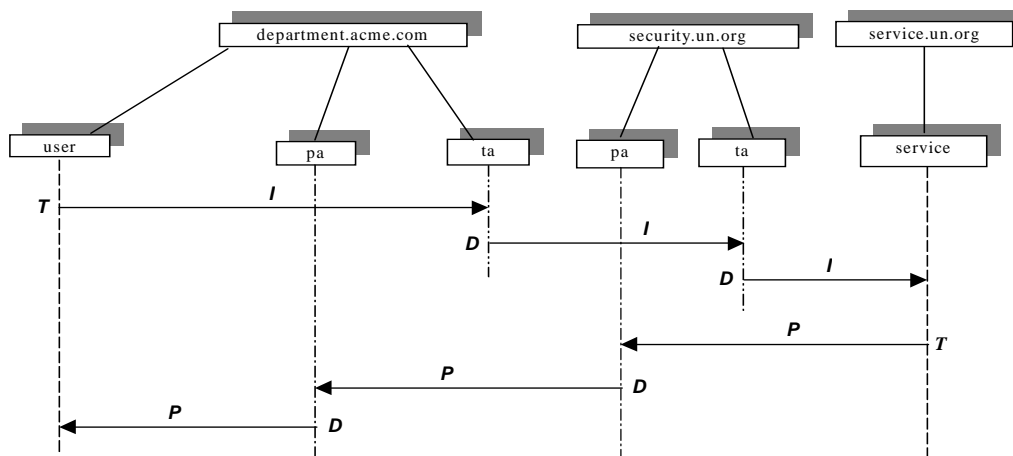 department.acme.com
security.un.org
service.un.org
user
pa
ta
pa
ta
service
T
I
D
I
D
I
P
T
P
D
P
D